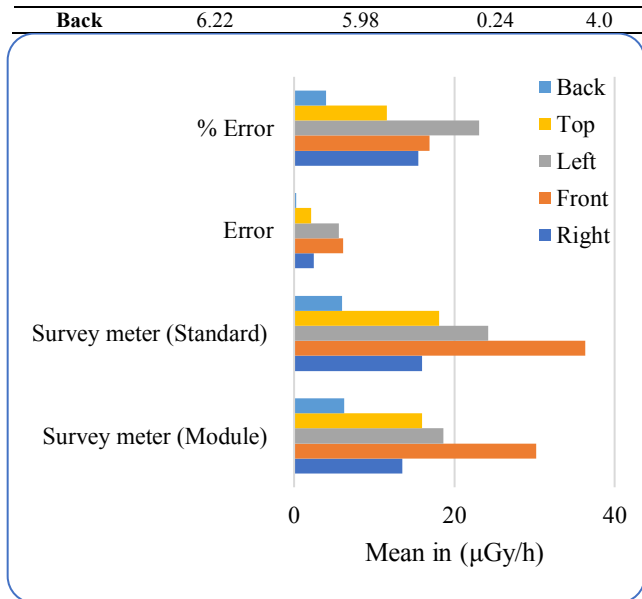 Back 6.22 5.98 0.24 4.0
Back
Top
% Error
Left
Front
Error
Right
Survey meter (Standard)
Survey meter (Module)
0 20 40
Mean in (μGy/h)